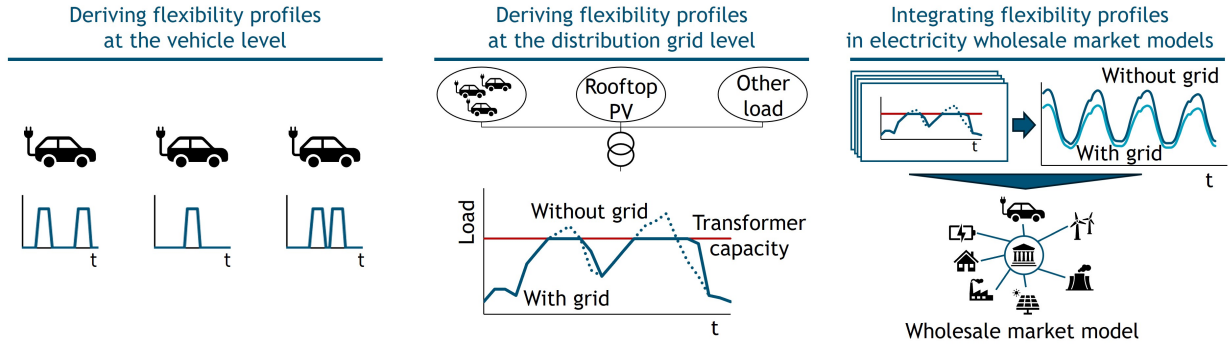 Deriving flexibility profiles
at the vehicle level
t
t
t
Deriving flexibility profiles
at the distribution grid level
Rooftop
PV
Other
load
Load
Without grid
Transformer
capacity
With grid
t
Integrating flexibility profiles
in electricity wholesale market models
t
Without grid
With grid
t
Wholesale market model